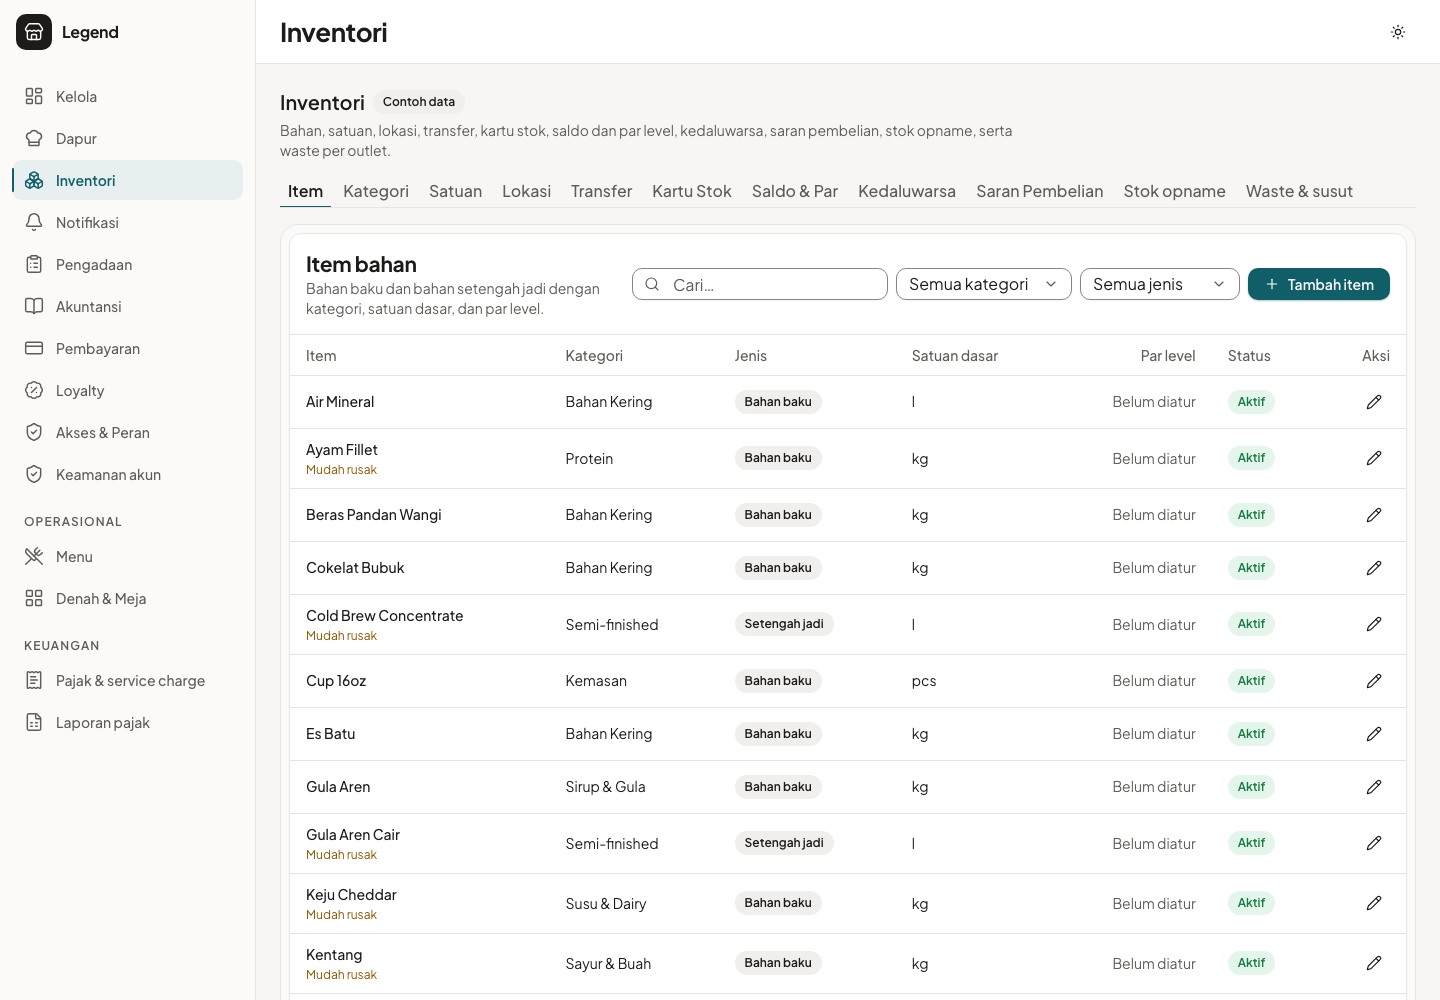 Legend
Inventori
Kelola
Dapur
Inventori
Notifikasi
Pengadaan
Akuntansi
Pembayaran
Loyalty
Akses & Peran
Keamanan akun
OPERASIONAL
Menu
Denah & Meja
KEUANGAN
Pajak & service charge
Laporan pajak
Inventori Contoh data
Bahan, satuan, lokasi, transfer, kartu stok, saldo dan par level, kedaluwarsa, saran pembelian, stok opname, serta
waste per outlet.
Item Kategori Satuan Lokasi Transfer Kartu Stok Saldo & Par Kedaluwarsa Saran Pembelian Stok opname Waste & susut
Item bahan
Bahan baku dan bahan setengah jadi dengan
kategori, satuan dasar, dan par level.
Cari... Semua kategori Semua jenis Tambah item
Item Kategori Jenis Satuan dasar Par level Status Aksi
Air Mineral Bahan Kering Bahan baku l Belum diatur Aktif
Ayam Fillet Protein Bahan baku kg Belum diatur Aktif
Mudah rusak
Beras Pandan Wangi Bahan Kering Bahan baku kg Belum diatur Aktif
Cokelat Bubuk Bahan Kering Bahan baku kg Belum diatur Aktif
Cold Brew Concentrate Semi-finished Setengah jadi l Belum diatur Aktif
Mudah rusak
Cup 16oz Kemasan Bahan baku pcs Belum diatur Aktif
Es Batu Bahan Kering Bahan baku kg Belum diatur Aktif
Gula Aren Sirup & Gula Bahan baku kg Belum diatur Aktif
Gula Aren Cair Semi-finished Setengah jadi l Belum diatur Aktif
Mudah rusak
Keju Cheddar Susu & Dairy Bahan baku kg Belum diatur Aktif
Mudah rusak
Kentang Sayur & Buah Bahan baku kg Belum diatur Aktif
Mudah rusak